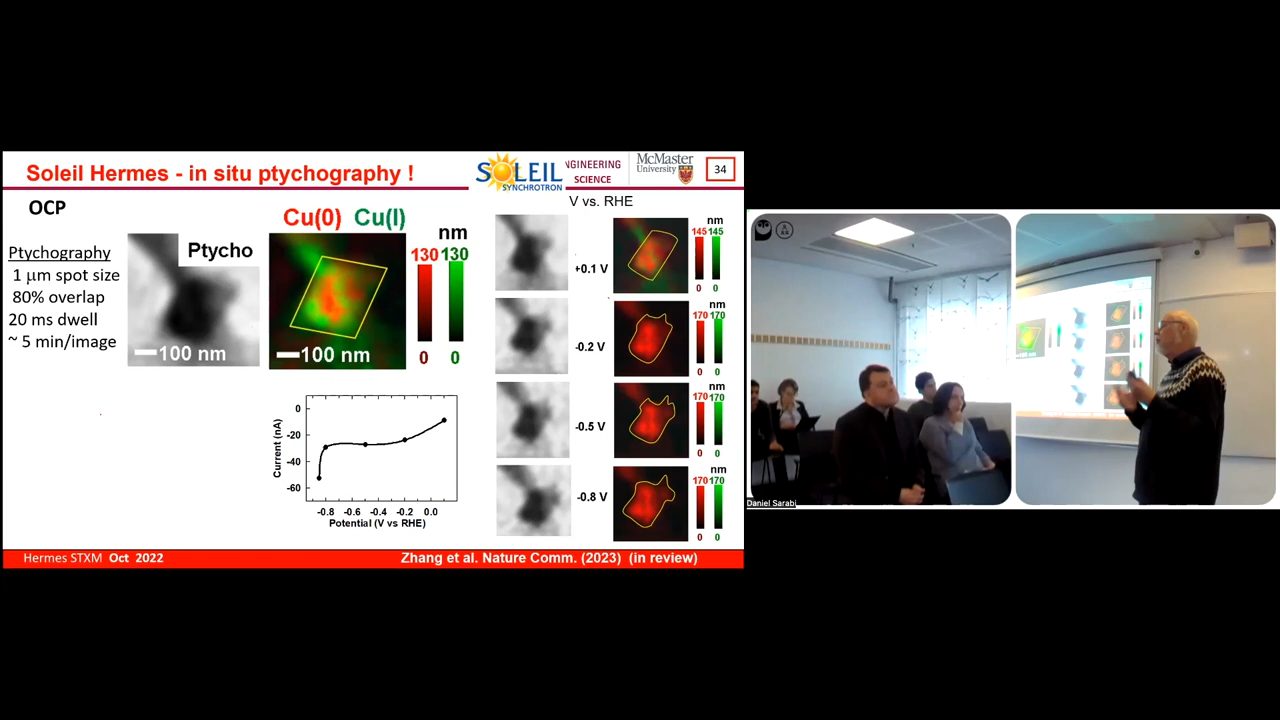 Soleil Hermes - in situ ptychography !
SOLEIL
SYNCHROTRON
NGINEERING
SCIENCE
McMaster
University
34
OCP
Ptychography
1 µm spot size
80% overlap
20 ms dwell
~ 5 min/image
Ptycho
100 nm
Cu(0) Cu(I)
nm
130 130
0 0
100 nm
Current (nA)
0
-20
-40
-60
-0.8 -0.6 -0.4 -0.2 0.0
Potential (V vs RHE)
V vs. RHE
+0.1 V
nm
145 145
0 0
-0.2 V
nm
170 170
0 0
-0.5 V
nm
170 170
0 0
-0.8 V
nm
170 170
0 0
Hermes STXM Oct 2022
Zhang et al. Nature Comm. (2023) (in review)
Daniel Sarabi